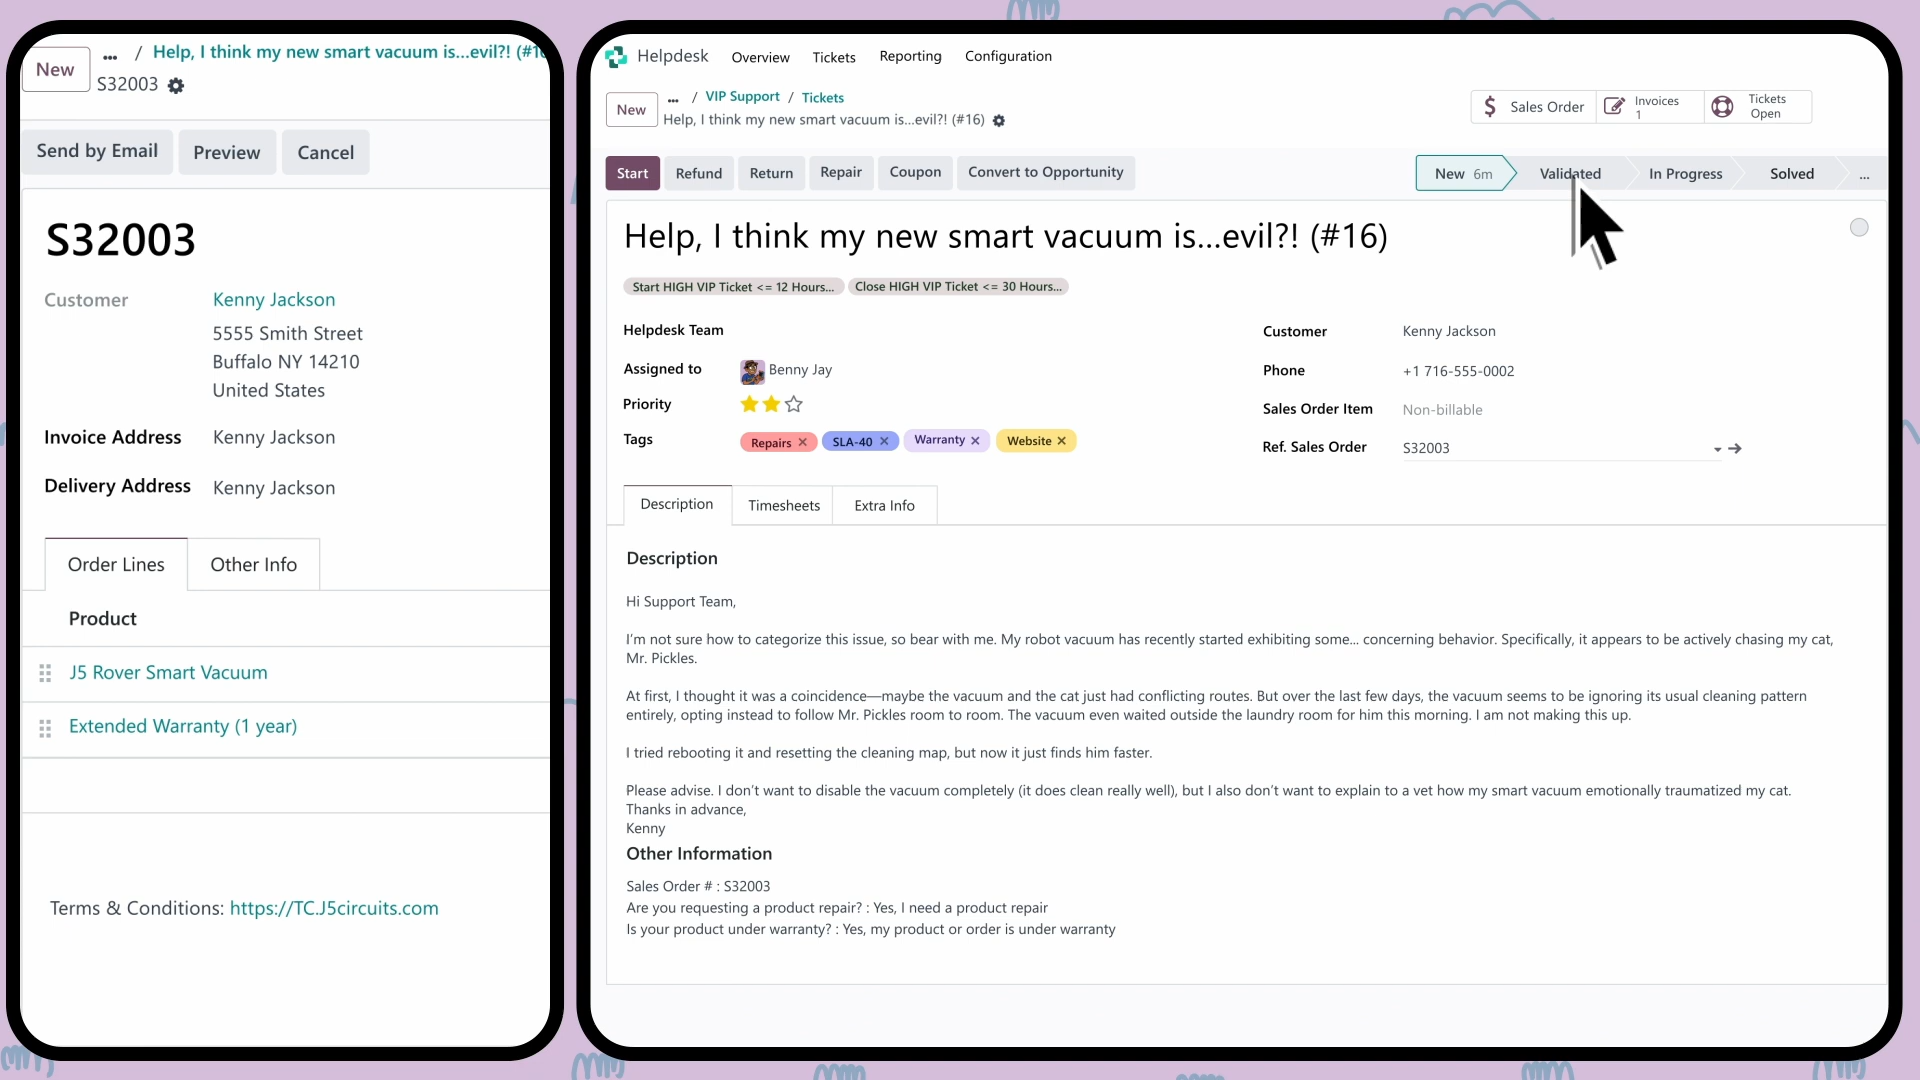 New
... / Help, I think my new smart vacuum is...evil?! (#1
S32003
Send by Email
Preview
Cancel
S32003
Customer
Kenny Jackson
5555 Smith Street
Buffalo NY 14210
United States
Invoice Address
Kenny Jackson
Delivery Address
Kenny Jackson
Order Lines
Other Info
Product
J5 Rover Smart Vacuum
Extended Warranty (1 year)
Terms & Conditions: https://TC.J5circuits.com
Helpdesk
Overview
Tickets
Reporting
Configuration
New
... / VIP Support / Tickets
Help, I think my new smart vacuum is...evil?! (#16)
Sales Order
Invoices
1
Tickets
Open
Start
Refund
Return
Repair
Coupon
Convert to Opportunity
New 6m
Validated
In Progress
Solved
...
Help, I think my new smart vacuum is...evil?! (#16)
Start HIGH VIP Ticket <= 12 Hours...
Close HIGH VIP Ticket <= 30 Hours...
Helpdesk Team
Assigned to
Benny Jay
Priority
Tags
Repairs ×
SLA-40 ×
Warranty ×
Website ×
Customer
Kenny Jackson
Phone
+1 716-555-0002
Sales Order Item
Non-billable
Ref. Sales Order
S32003
Description
Timesheets
Extra Info
Description
Hi Support Team,
I'm not sure how to categorize this issue, so bear with me. My robot vacuum has recently started exhibiting some... concerning behavior. Specifically, it appears to be actively chasing my cat,
Mr. Pickles.
At first, I thought it was a coincidence—maybe the vacuum and the cat just had conflicting routes. But over the last few days, the vacuum seems to be ignoring its usual cleaning pattern
entirely, opting instead to follow Mr. Pickles room to room. The vacuum even waited outside the laundry room for him this morning. I am not making this up.
I tried rebooting it and resetting the cleaning map, but now it just finds him faster.
Please advise. I don't want to disable the vacuum completely (it does clean really well), but I also don't want to explain to a vet how my smart vacuum emotionally traumatized my cat.
Thanks in advance,
Kenny
Other Information
Sales Order # : S32003
Are you requesting a product repair? : Yes, I need a product repair
Is your product under warranty? : Yes, my product or order is under warranty